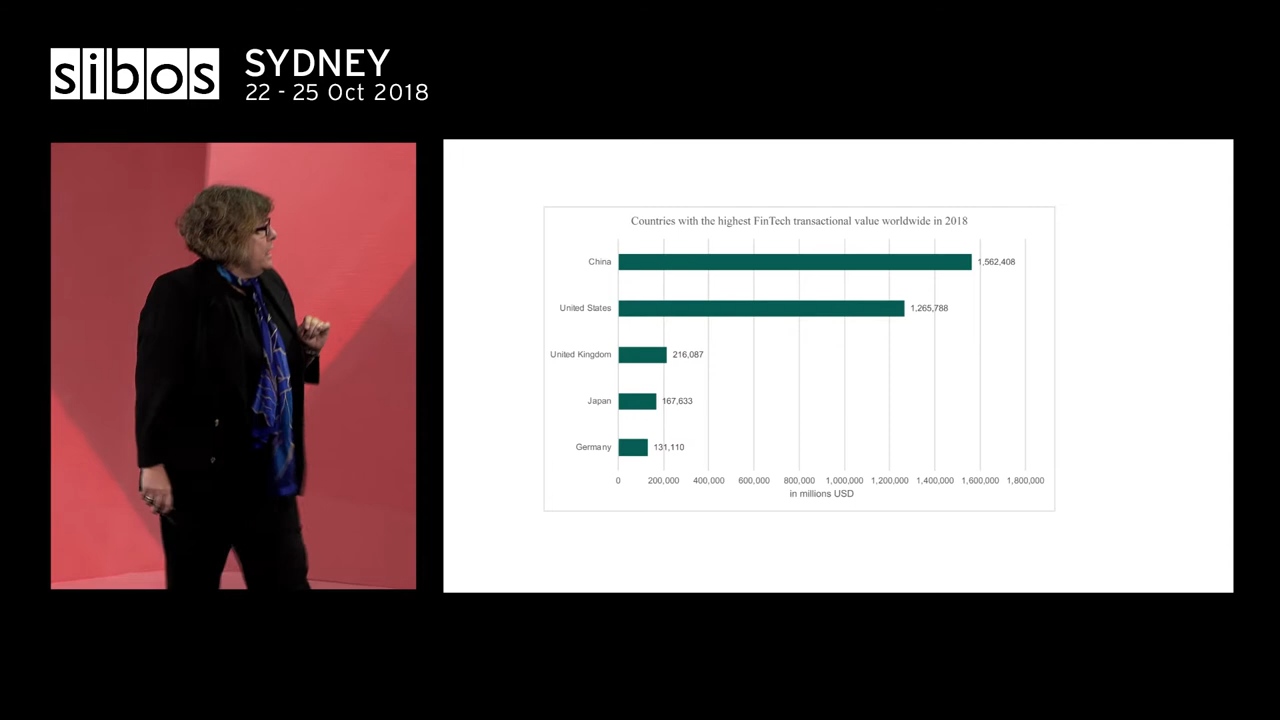 sibos
SYDNEY
22 - 25 Oct 2018
Countries with the highest FinTech transactional value worldwide in 2018
China 1,562,408
United States 1,265,788
United Kingdom 216,087
Japan 167,633
Germany 131,110
0 200,000 400,000 600,000 800,000 1,000,000 1,200,000 1,400,000 1,600,000 1,800,000
in millions USD